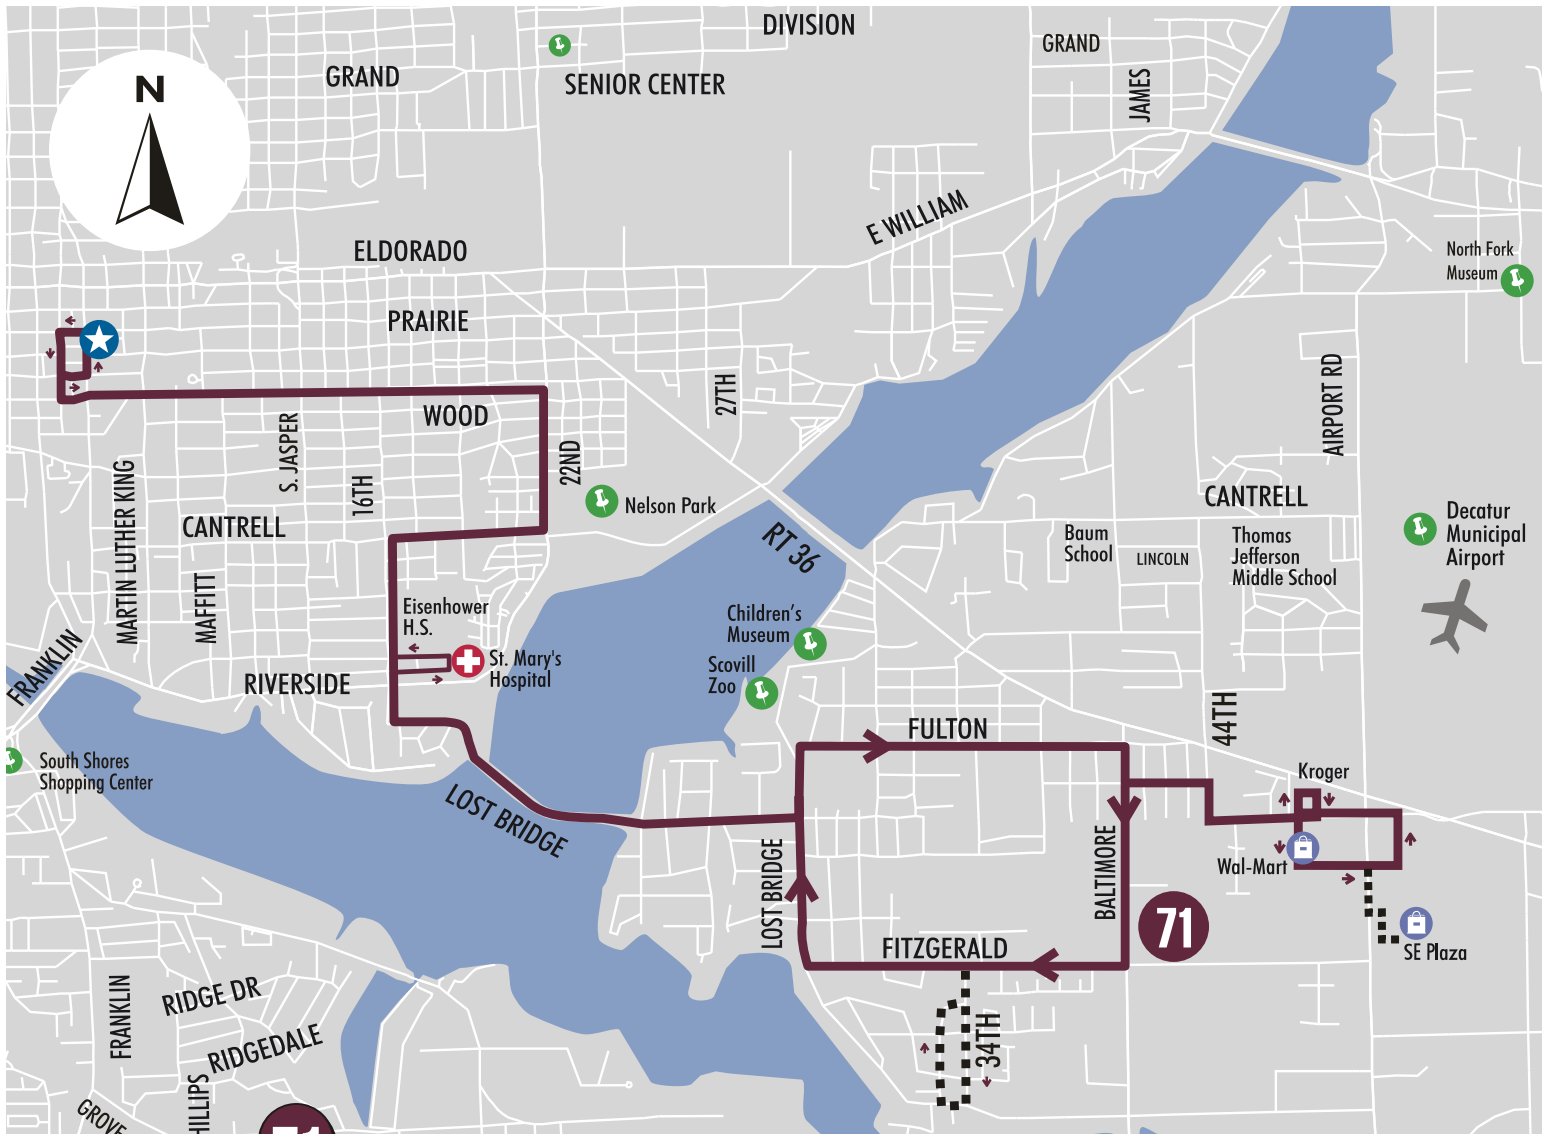 DIVISION
GRAND
GRAND
SENIOR CENTER
N
JAMES
E WILLIAM
ELDORADO
North Fork
Museum
PRAIRIE
27TH
AIRPORT RD
WOOD
S. JASPER
22ND
16TH
MARTIN LUTHER KING
Nelson Park
CANTRELL
CANTRELL
RT 36
Baum
School
LINCOLN
Thomas
Jefferson
Middle School
Decatur
Municipal
Airport
MAFFITT
Eisenhower
H.S.
Children's
Museum
St. Mary's
Hospital
Scovill
Zoo
FRANKLIN
RIVERSIDE
44TH
FULTON
South Shores
Shopping Center
Kroger
LOST BRIDGE
LOST BRIDGE
BALTIMORE
Wal-Mart
71
FITZGERALD
SE Plaza
FRANKLIN
RIDGE DR
RIDGEDALE
34TH
GROVE
71